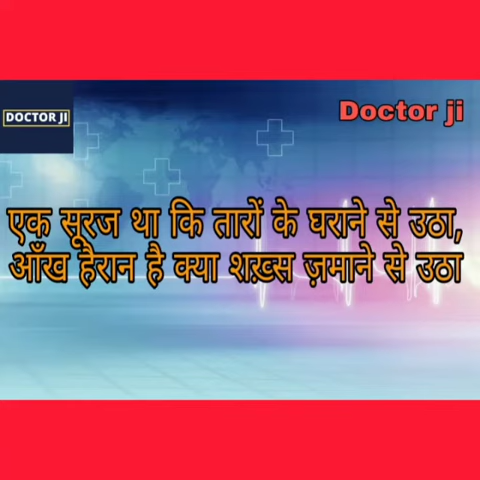 DOCTOR JI
Doctor ji
एक सूरज था कि तारों के घराने से उठा,
आँख हैरान है क्या शख़्स ज़माने से उठा